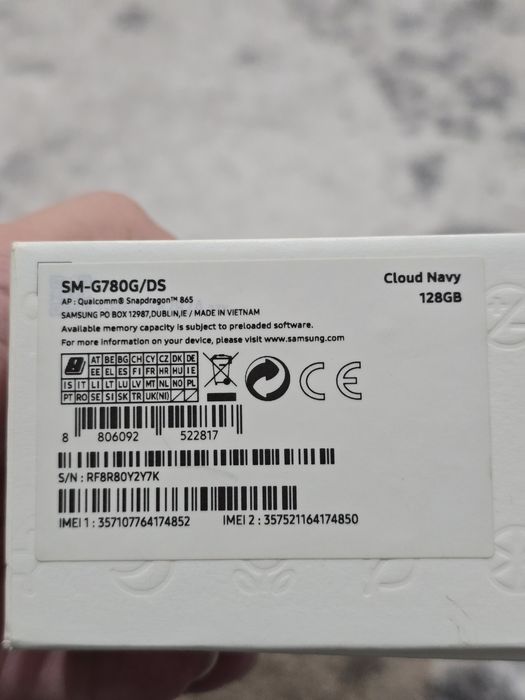 SM-G780G/DS
Cloud Navy
AP : Qualcomm® Snapdragon™ 865
128GB
SAMSUNG PO BOX 12987,DUBLIN,IE / MADE IN VIETNAM
Available memory capacity is subject to preloaded software.
For more information on your device, please visit www.samsung.com
AT BE BG CH CY CZ DK DE
EE EL ES FI FR HR HU IE
IS IT LI LT LU LV MT NL NO PL
PT RO SE SI SK TR UK(NI)
CE
8 806092 522817
S/N : RF8R80Y2Y7K
IMEI 1 : 357107764174852 IMEI 2 : 357521164174850